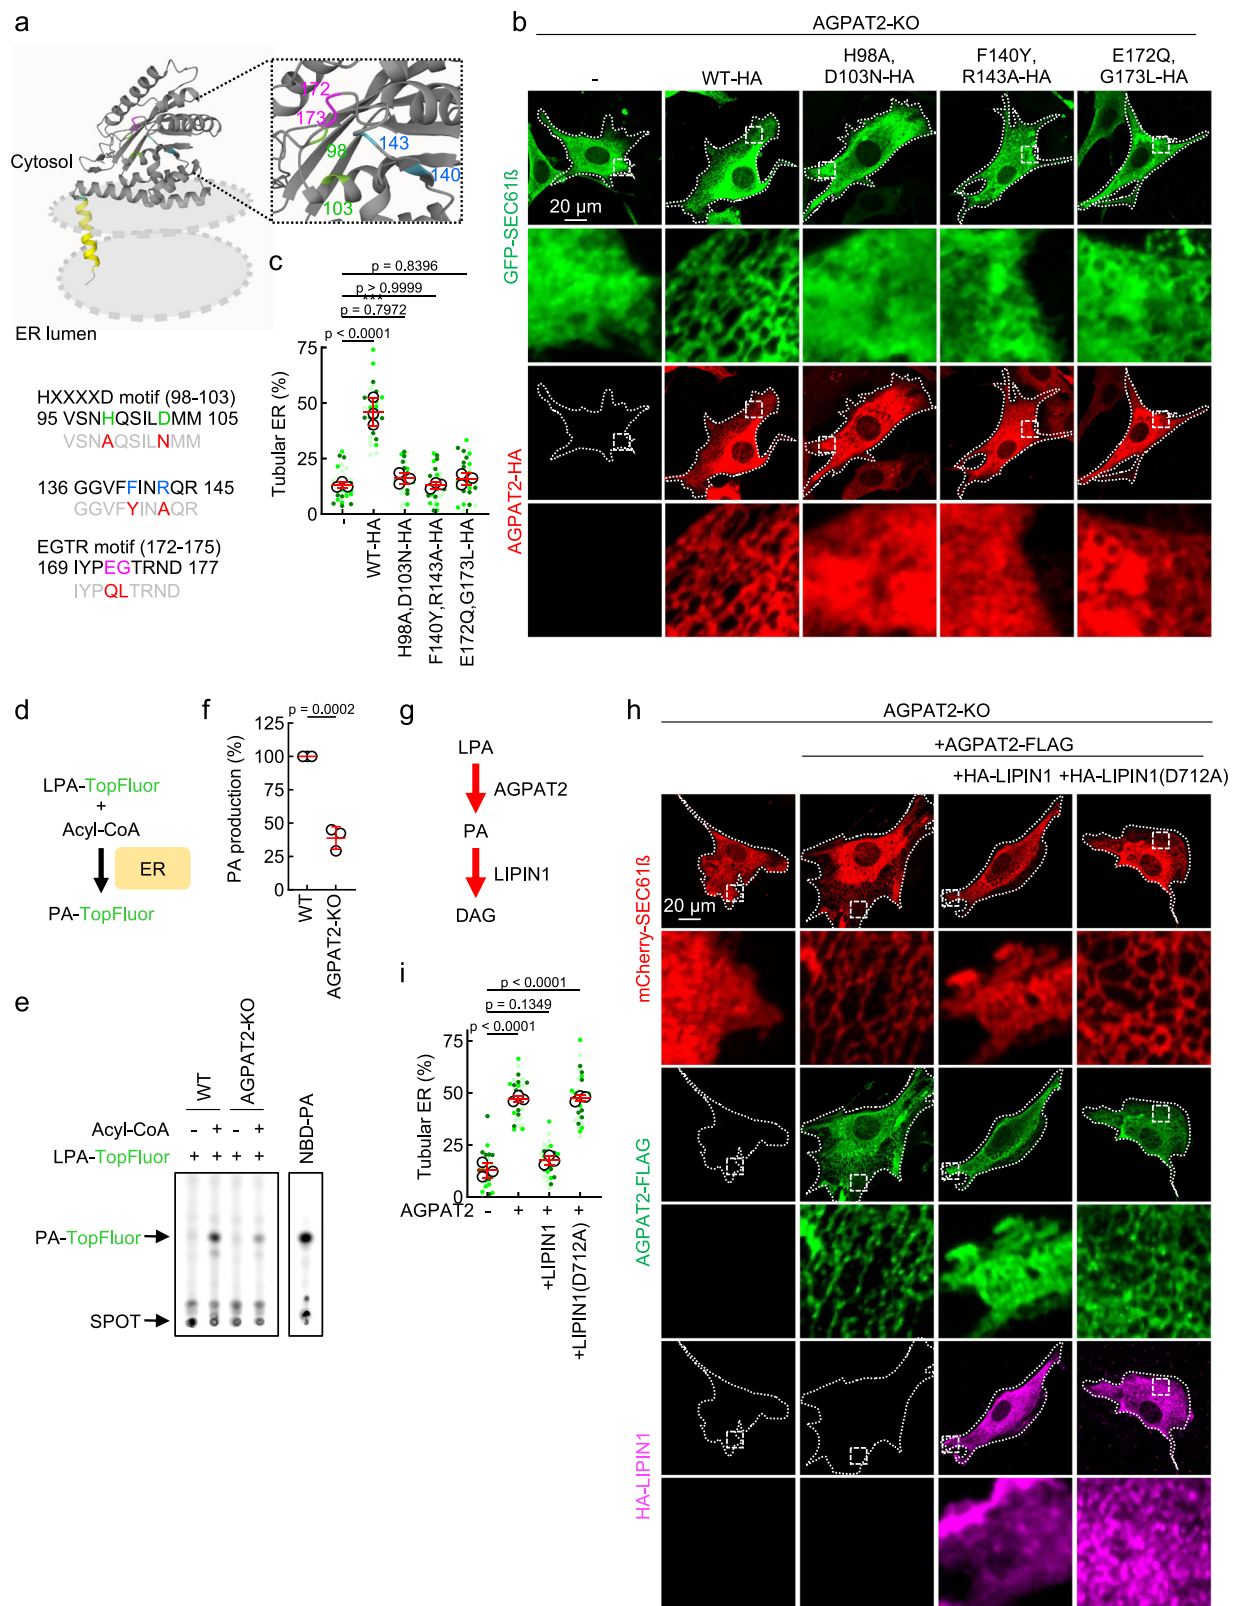 a
Cytosol
ER lumen
172
173
98
143
140
103
HXXXXD motif (98-103)
95 VSNHQSILDMM 105
VSNAQSILNMM
136 GGVFFINRQR 145
GGVFYINAQR
EGTR motif (172-175)
169 IYPEGTRND 177
IYPQLTRND
b
AGPAT2-KO
-
WT-HA
H98A,
D103N-HA
F140Y,
R143A-HA
E172Q,
G173L-HA
GFP-SEC61ß
20 µm
AGPAT2-HA
c
p = 0.8396
p > 0.9999
***
p = 0.7972
p < 0.0001
Tubular ER (%)
75
50
25
0
-
WT-HA
H98A,D103N-HA
F140Y,R143A-HA
E172Q,G173L-HA
d
LPA-TopFluor
+
Acyl-CoA
ER
PA-TopFluor
e
WT
AGPAT2-KO
NBD-PA
Acyl-CoA - + - +
LPA-TopFluor + + + +
PA-TopFluor
SPOT
f
p = 0.0002
PA production (%)
125
100
75
50
25
0
WT
AGPAT2-KO
g
LPA
AGPAT2
PA
LIPIN1
DAG
h
AGPAT2-KO
+AGPAT2-FLAG
+HA-LIPIN1 +HA-LIPIN1(D712A)
mCherry-SEC61ß
20 µm
AGPAT2-FLAG
HA-LIPIN1
i
p < 0.0001
p = 0.1349
p < 0.0001
Tubular ER (%)
75
50
25
0
AGPAT2 - + + +
+LIPIN1
+LIPIN1(D712A)